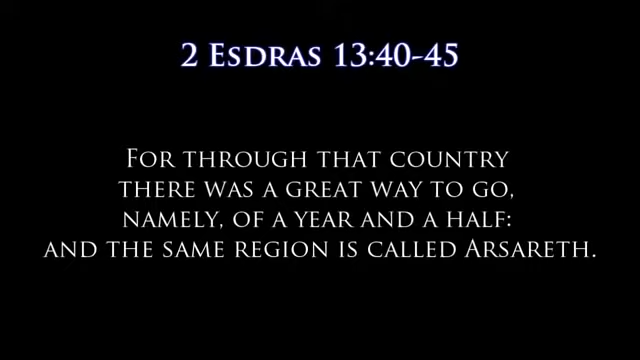 2 Esdras 13:40-45
For through that country
there was a great way to go,
namely, of a year and a half:
and the same region is called Arsareth.